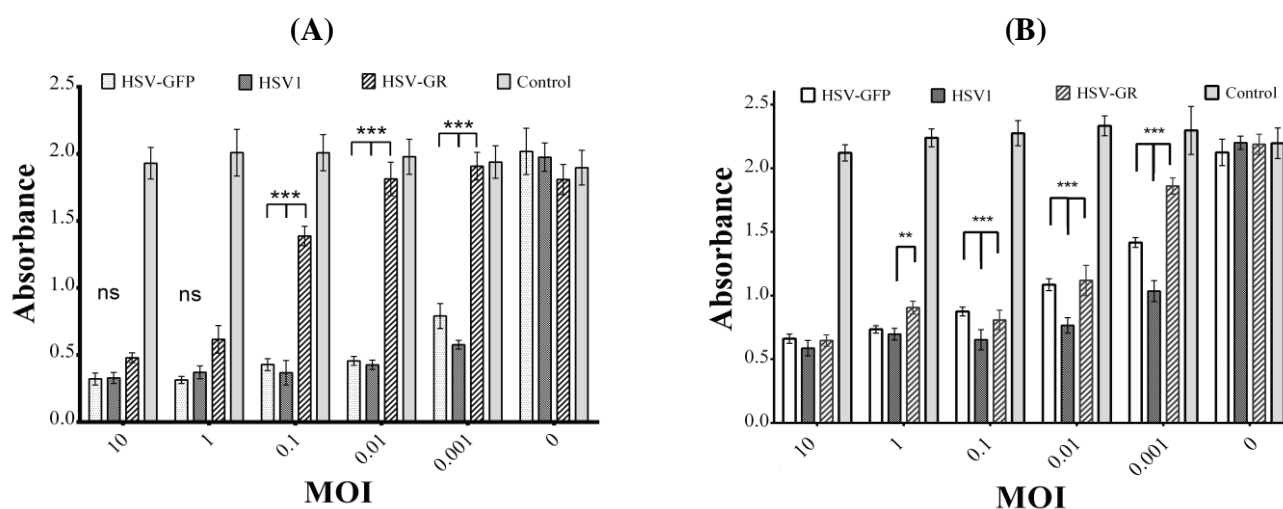 (A)
HSV-GFP HSV1 HSV-GR Control
2.5
2.0
1.5
1.0
0.5
0.0
Absorbance
ns
ns
***
***
***
10 1 0.1 0.01 0.001 0
MOI
(B)
HSV-GFP HSV1 HSV-GR Control
2.5
2.0
1.5
1.0
0.5
0.0
Absorbance
**
***
***
***
10 1 0.1 0.01 0.001 0
MOI